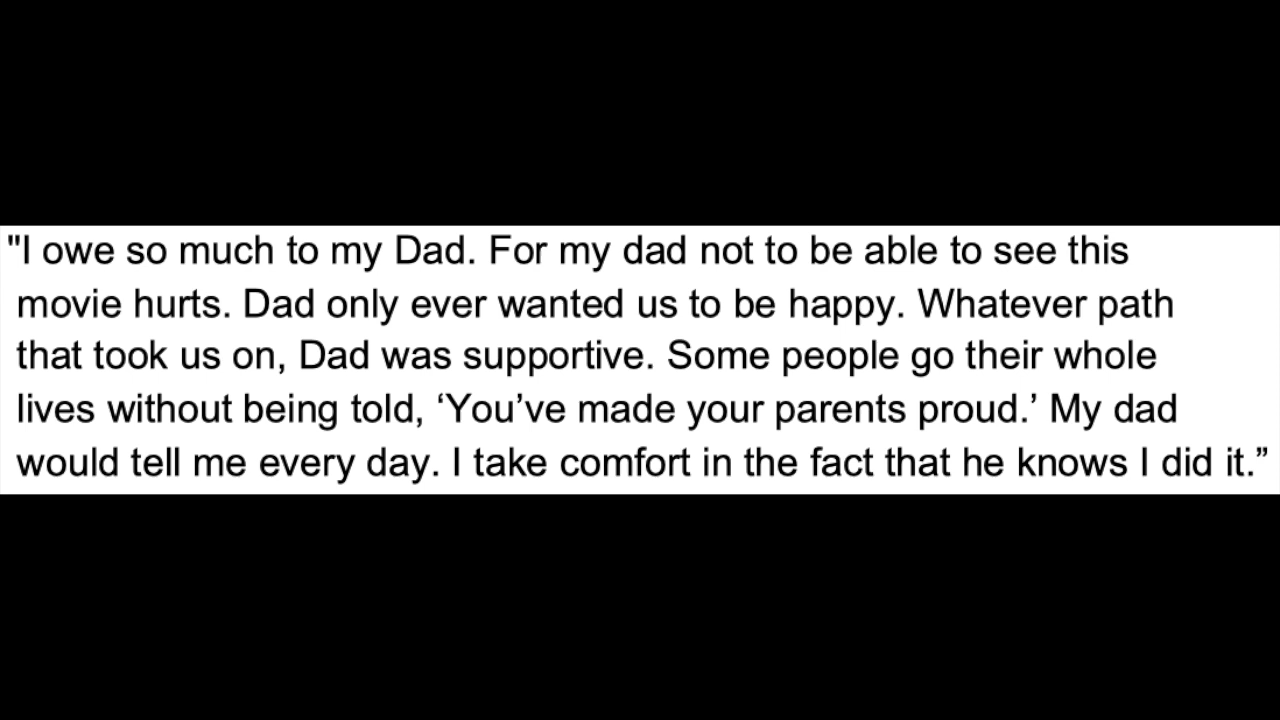 "I owe so much to my Dad. For my dad not to be able to see this
movie hurts. Dad only ever wanted us to be happy. Whatever path
that took us on, Dad was supportive. Some people go their whole
lives without being told, ‘You’ve made your parents proud.’ My dad
would tell me every day. I take comfort in the fact that he knows I did it.”